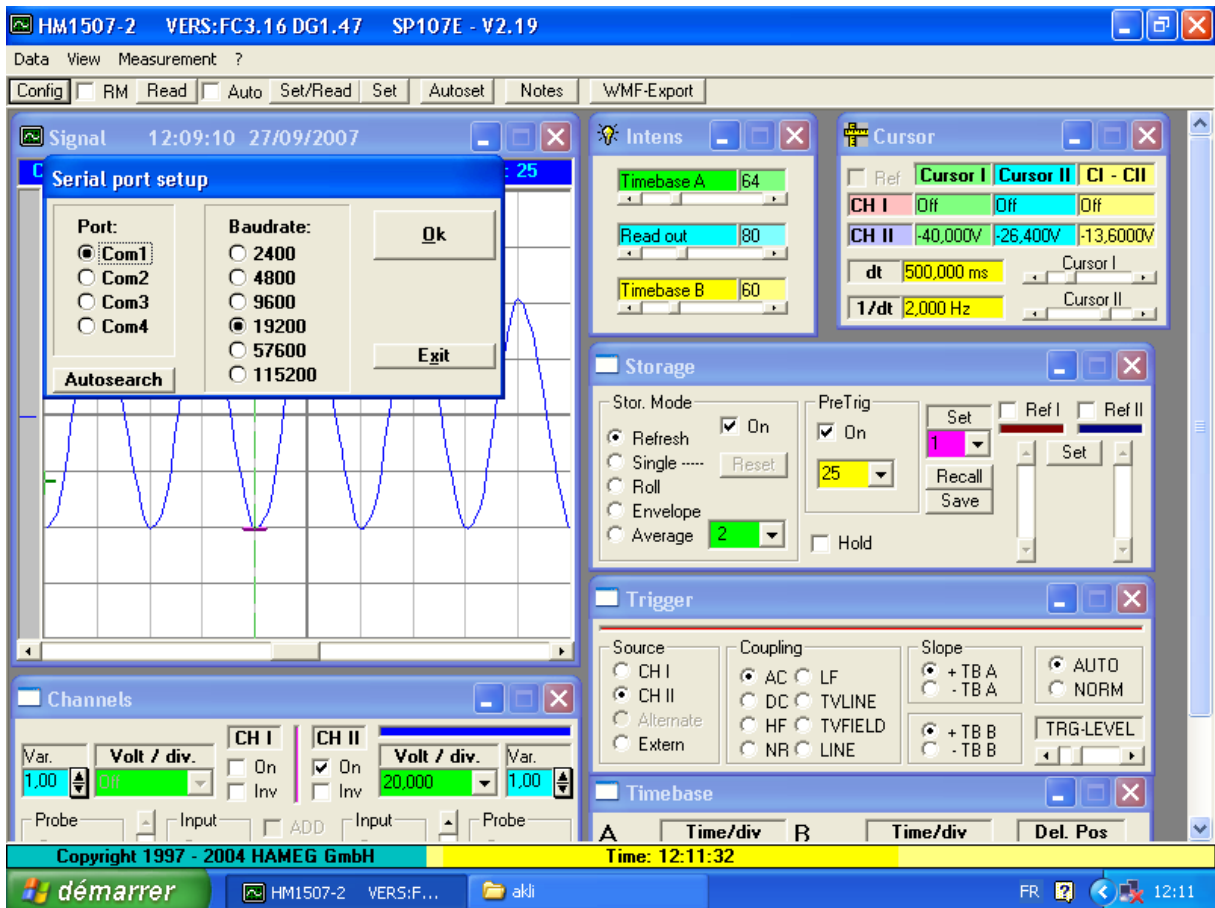 HM1507-2 VERS:FC3.16 DG1.47 SP107E - V2.19
Data View Measurement ?
Config RM Read Auto Set/Read Set Autoset Notes WMF-Export
Signal 12:09:10 27/09/2007
C : 25
Serial port setup
Port:
Com1
Com2
Com3
Com4
Autosearch
Baudrate:
2400
4800
9600
19200
57600
115200
Ok
Exit
Intens
Timebase A 64
Read out 80
Timebase B 60
Cursor
Ref Cursor I Cursor II CI - CII
CH I Off Off Off
CH II -40,000V -26,400V -13,6000V
dt 500,000 ms Cursor I
1/dt 2,000 Hz Cursor II
Storage
Stor. Mode
On
Refresh
Single ----- Reset
Roll
Envelope
Average 2
PreTrig
On
25
Hold
Set
1
Recall
Save
Ref I Ref II
Set
Trigger
Source
CH I
CH II
Alternate
Extern
Coupling
AC LF
DC TVLINE
HF TVFIELD
NR LINE
Slope
+ TB A
- TB A
+ TB B
- TB B
AUTO
NORM
TRG-LEVEL
Channels
CH I CH II
Var. Volt / div. On On Volt / div. Var.
1,00 Off Inv Inv 20,000 1,00
Probe Input ADD Input Probe
Timebase
A Time/div B Time/div Del. Pos
Copyright 1997 - 2004 HAMEG GmbH Time: 12:11:32
démarrer HM1507-2 VERS:F... akli FR 12:11